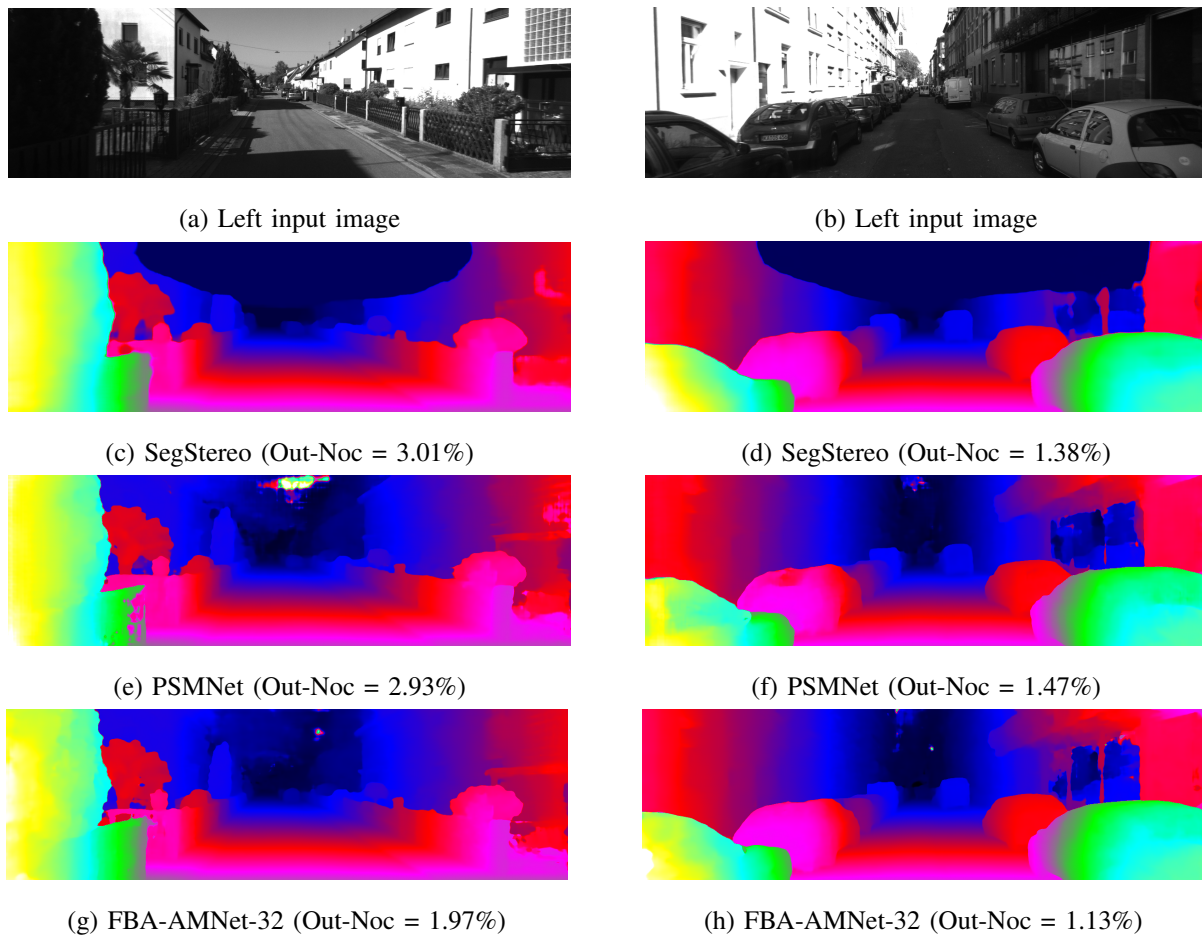 (a) Left input image
(b) Left input image
(c) SegStereo (Out-Noc = 3.01%)
(d) SegStereo (Out-Noc = 1.38%)
(e) PSMNet (Out-Noc = 2.93%)
(f) PSMNet (Out-Noc = 1.47%)
(g) FBA-AMNet-32 (Out-Noc = 1.97%)
(h) FBA-AMNet-32 (Out-Noc = 1.13%)